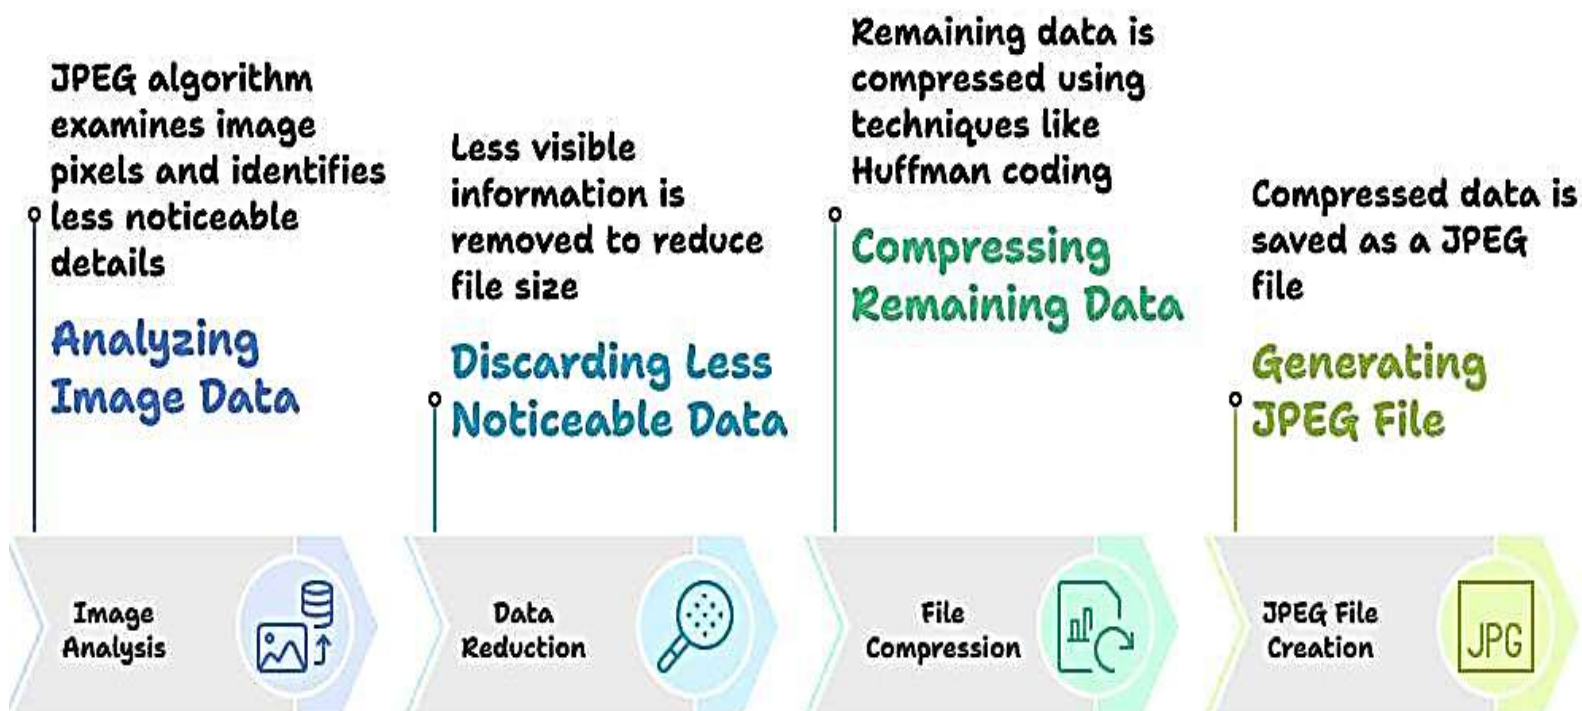 JPEG algorithm
examines image
pixels and identifies
less noticeable
details
Analyzing
Image Data
Less visible
information is
removed to reduce
file size
Discarding Less
Noticeable Data
Remaining data is
compressed using
techniques like
Huffman coding
Compressing
Remaining Data
Compressed data is
saved as a JPEG
file
Generating
JPEG File
Image
Analysis
Data
Reduction
File
Compression
JPEG File
Creation
JPG